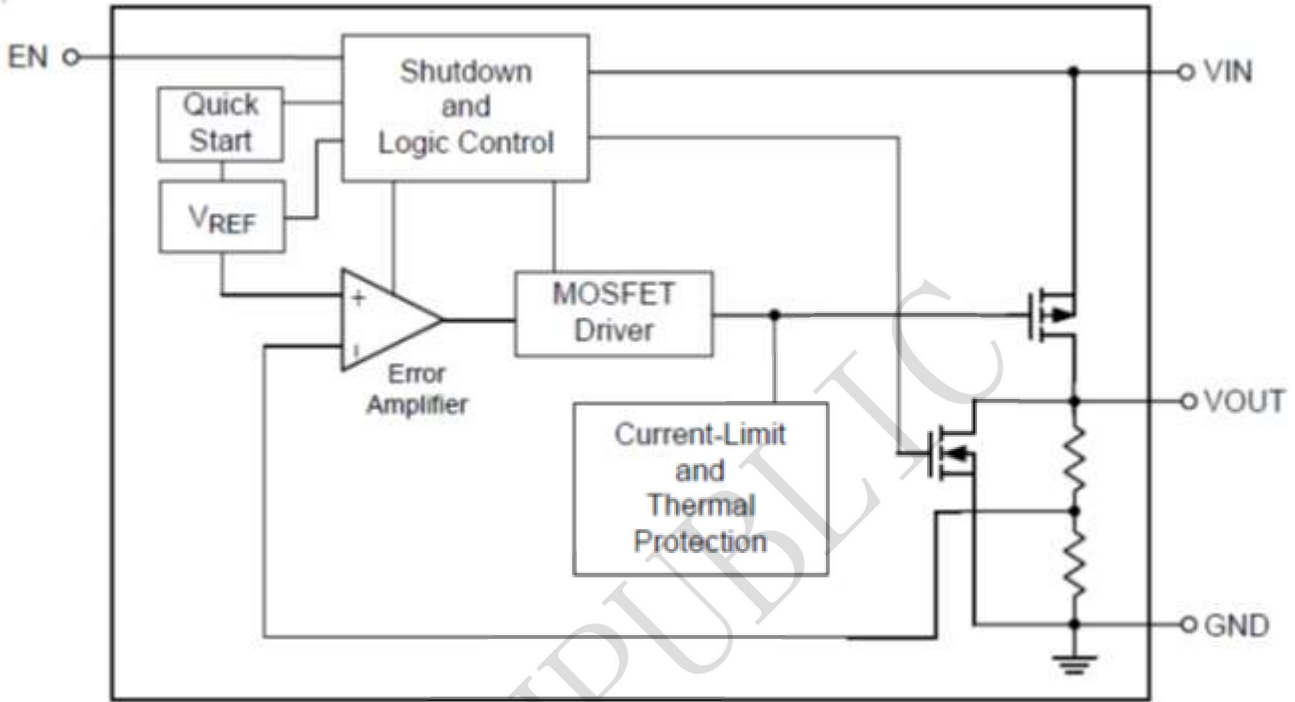 EN
Shutdown
and
Logic Control
VIN
Quick
Start
VREF
+
MOSFET
Driver
Error
Amplifier
VOUT
Current-Limit
and
Thermal
Protection
GND
PUBLIC